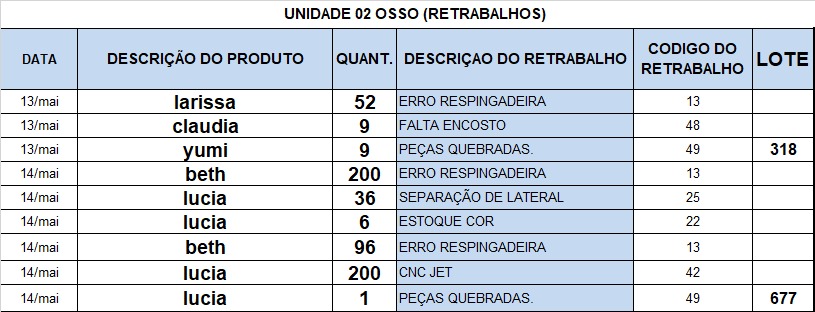 UNIDADE 02 OSSO (RETRABALHOS)
DATA DESCRIÇÃO DO PRODUTO QUANT. DESCRIÇAO DO RETRABALHO CODIGO DO RETRABALHO LOTE
13/mai larissa 52 ERRO RESPINGADEIRA 13
13/mai claudia 9 FALTA ENCOSTO 48
13/mai yumi 9 PEÇAS QUEBRADAS. 49 318
14/mai beth 200 ERRO RESPINGADEIRA 13
14/mai lucia 36 SEPARAÇÃO DE LATERAL 25
14/mai lucia 6 ESTOQUE COR 22
14/mai beth 96 ERRO RESPINGADEIRA 13
14/mai lucia 200 CNC JET 42
14/mai lucia 1 PEÇAS QUEBRADAS. 49 677